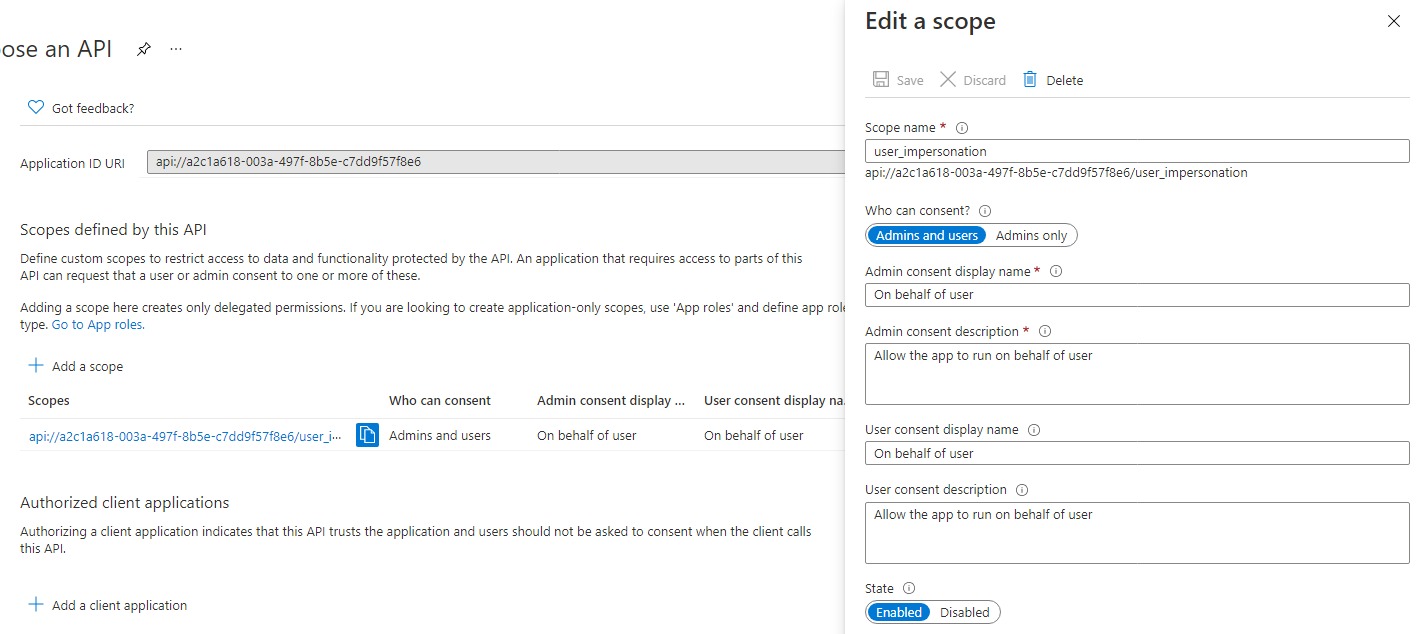 ose an API
...
Got feedback?
Application ID URI
api://a2c1a618-003a-497f-8b5e-c7dd9f57f8e6
Scopes defined by this API
Define custom scopes to restrict access to data and functionality protected by the API. An application that requires access to parts of this
API can request that a user or admin consent to one or more of these.
Adding a scope here creates only delegated permissions. If you are looking to create application-only scopes, use 'App roles' and define app role
type. Go to App roles.
Add a scope
Scopes Who can consent Admin consent display ... User consent display na.
api://a2c1a618-003a-497f-8b5e-c7dd9f57f8e6/user_i... Admins and users On behalf of user On behalf of user
Authorized client applications
Authorizing a client application indicates that this API trusts the application and users should not be asked to consent when the client calls
this API.
Add a client application
Edit a scope
Save Discard Delete
Scope name *
user_impersonation
api://a2c1a618-003a-497f-8b5e-c7dd9f57f8e6/user_impersonation
Who can consent?
Admins and users Admins only
Admin consent display name *
On behalf of user
Admin consent description *
Allow the app to run on behalf of user
User consent display name
On behalf of user
User consent description
Allow the app to run on behalf of user
State
Enabled Disabled